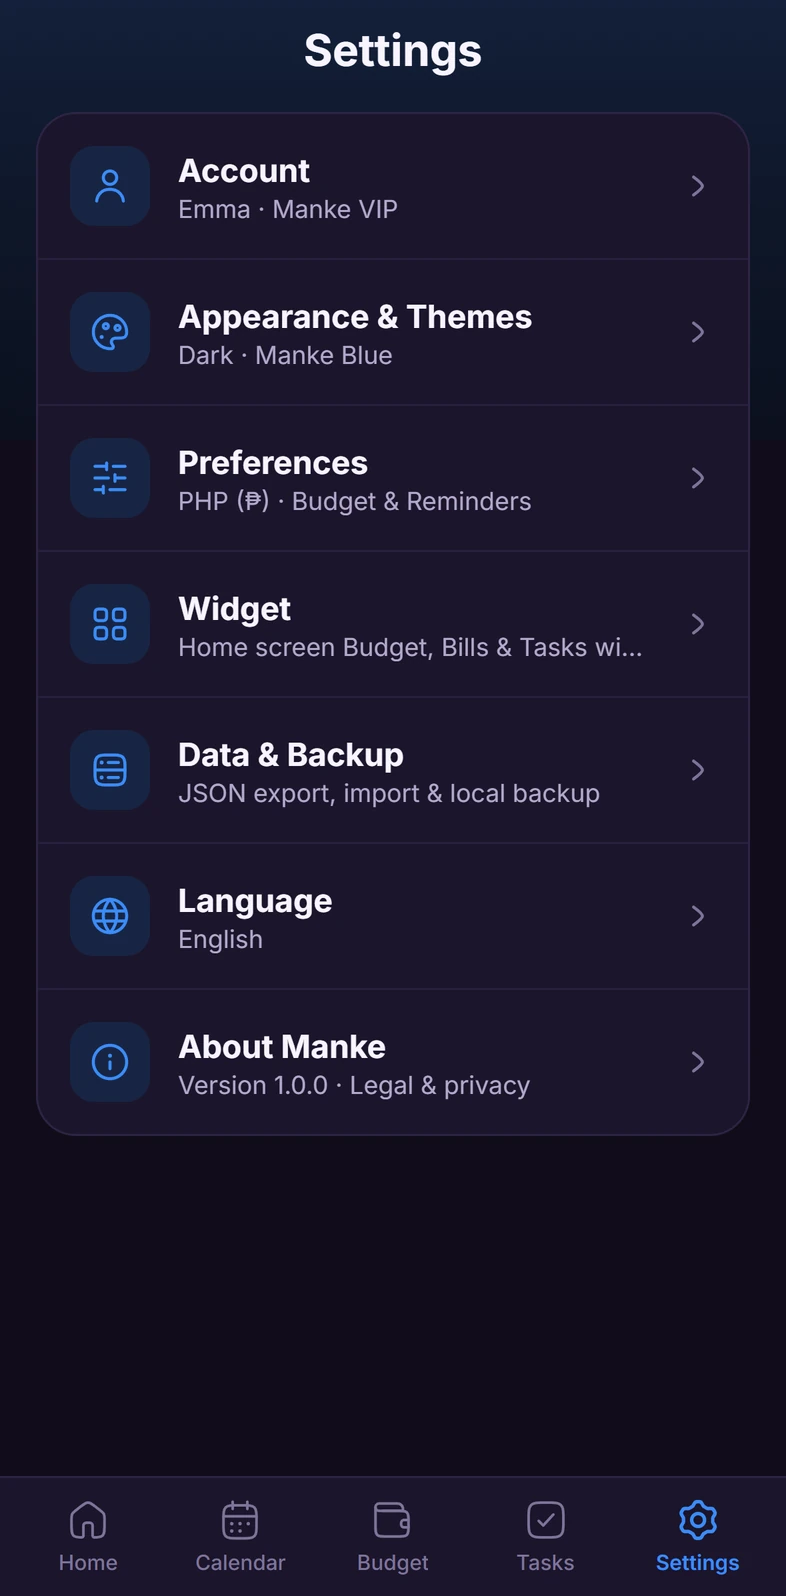 Settings
Account
Emma · Manke VIP
Appearance & Themes
Dark · Manke Blue
Preferences
PHP (₱) · Budget & Reminders
Widget
Home screen Budget, Bills & Tasks wi...
Data & Backup
JSON export, import & local backup
Language
English
About Manke
Version 1.0.0 · Legal & privacy
Home
Calendar
Budget
Tasks
Settings